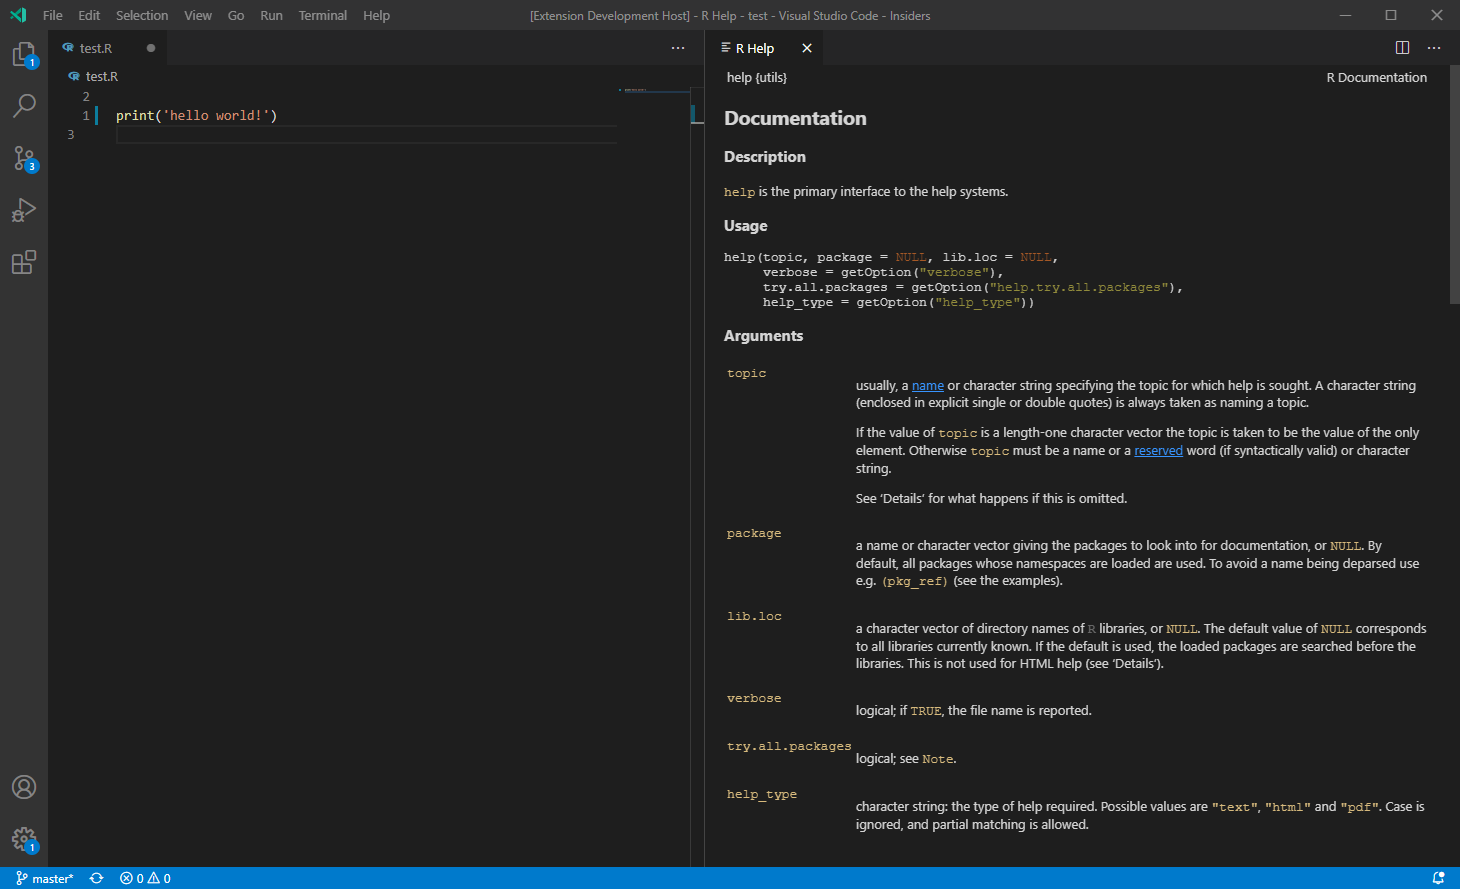 File Edit Selection View Go Run Terminal Help
[Extension Development Host] - R Help - test - Visual Studio Code - Insiders
test.R
test.R
2
1 print('hello world!')
3
1
3
1
R Help
help {utils}
R Documentation
Documentation
Description
help is the primary interface to the help systems.
Usage
help(topic, package = NULL, lib.loc = NULL,
verbose = getOption("verbose"),
try.all.packages = getOption("help.try.all.packages"),
help_type = getOption("help_type"))
Arguments
topic
usually, a name or character string specifying the topic for which help is sought. A character string
(enclosed in explicit single or double quotes) is always taken as naming a topic.
If the value of topic is a length-one character vector the topic is taken to be the value of the only
element. Otherwise topic must be a name or a reserved word (if syntactically valid) or character
string.
See ‘Details’ for what happens if this is omitted.
package
a name or character vector giving the packages to look into for documentation, or NULL. By
default, all packages whose namespaces are loaded are used. To avoid a name being deparsed use
e.g. (pkg_ref) (see the examples).
lib.loc
a character vector of directory names of R libraries, or NULL. The default value of NULL corresponds
to all libraries currently known. If the default is used, the loaded packages are searched before the
libraries. This is not used for HTML help (see ‘Details’).
verbose
logical; if TRUE, the file name is reported.
try.all.packages
logical; see Note.
help_type
character string: the type of help required. Possible values are "text", "html" and "pdf". Case is
ignored, and partial matching is allowed.
master* 0 0